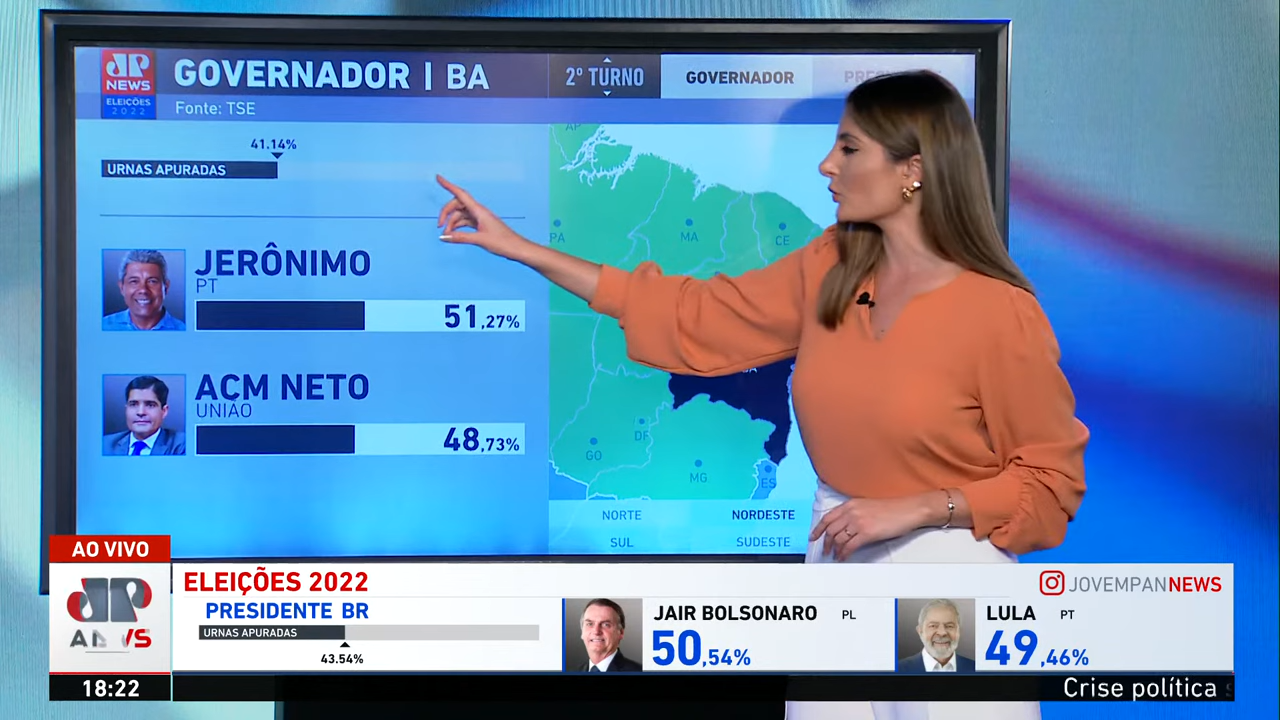 JP
NEWS
ELEIÇÕES
2022
GOVERNADOR | BA
2º TURNO
GOVERNADOR
Fonte: TSE
41.14%
URNAS APURADAS
JERÔNIMO
PT
51,27%
ACM NETO
UNIÃO
48,73%
AP
PA
MA
CE
DF
GO
MG
ES
NORTE
NORDESTE
SUL
SUDESTE
AO VIVO
JP
18:22
ELEIÇÕES 2022
JOVEMPANNEWS
PRESIDENTE BR
URNAS APURADAS
43.54%
JAIR BOLSONARO PL
50,54%
LULA PT
49,46%
Crise política